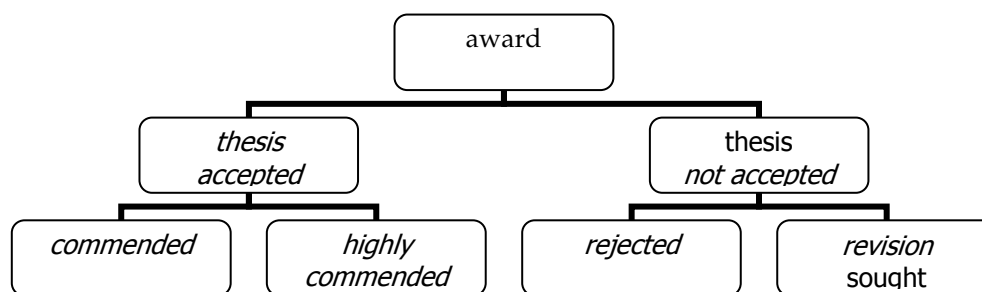 award
thesis
accepted
thesis
not accepted
commended
highly
commended
rejected
revision
sought